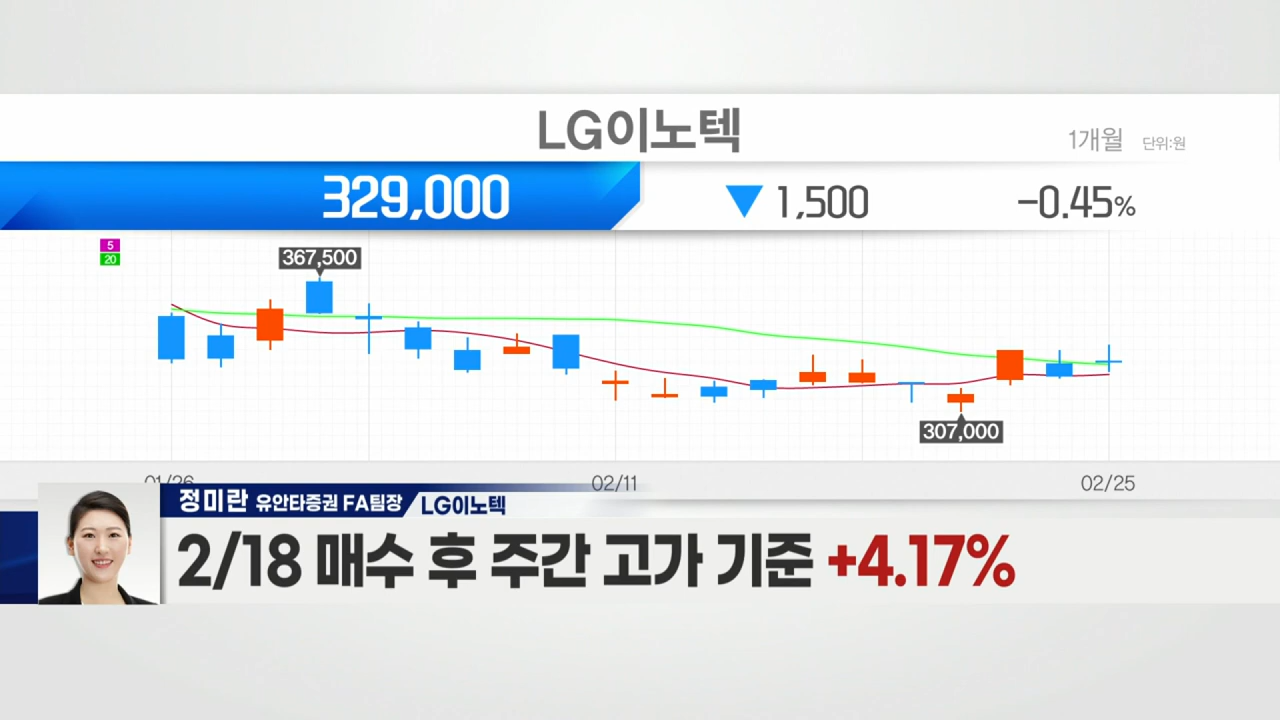 LG이노텍
1개월 단위:원
329,000 ▼ 1,500 -0.45%
5
20
367,500
307,000
01/26 02/11 02/25
정미란 유안타증권 FA팀장 LG이노텍
2/18 매수 후 주간 고가 기준 +4.17%